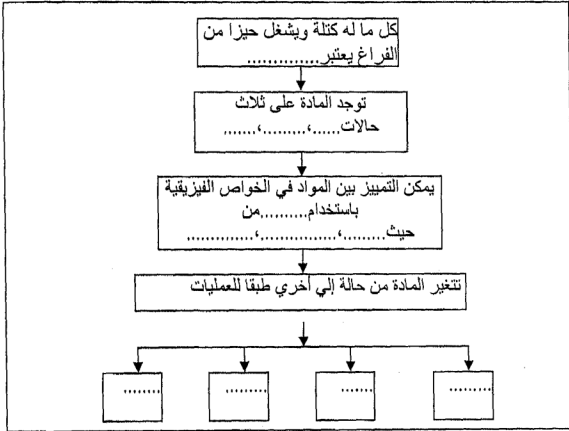 كل ما له كتلة ويشغل حيزا من
الفراغ يعتبر..............
توجد المادة على ثلاث
حالات......،.........،.......
يمكن التمييز بين المواد في الخواص الفيزيقية
باستخدام..........من
حيث.........،................،..............
تتغير المادة من حالة إلي أخري طبقا للعمليات
........ ......... ....... .........